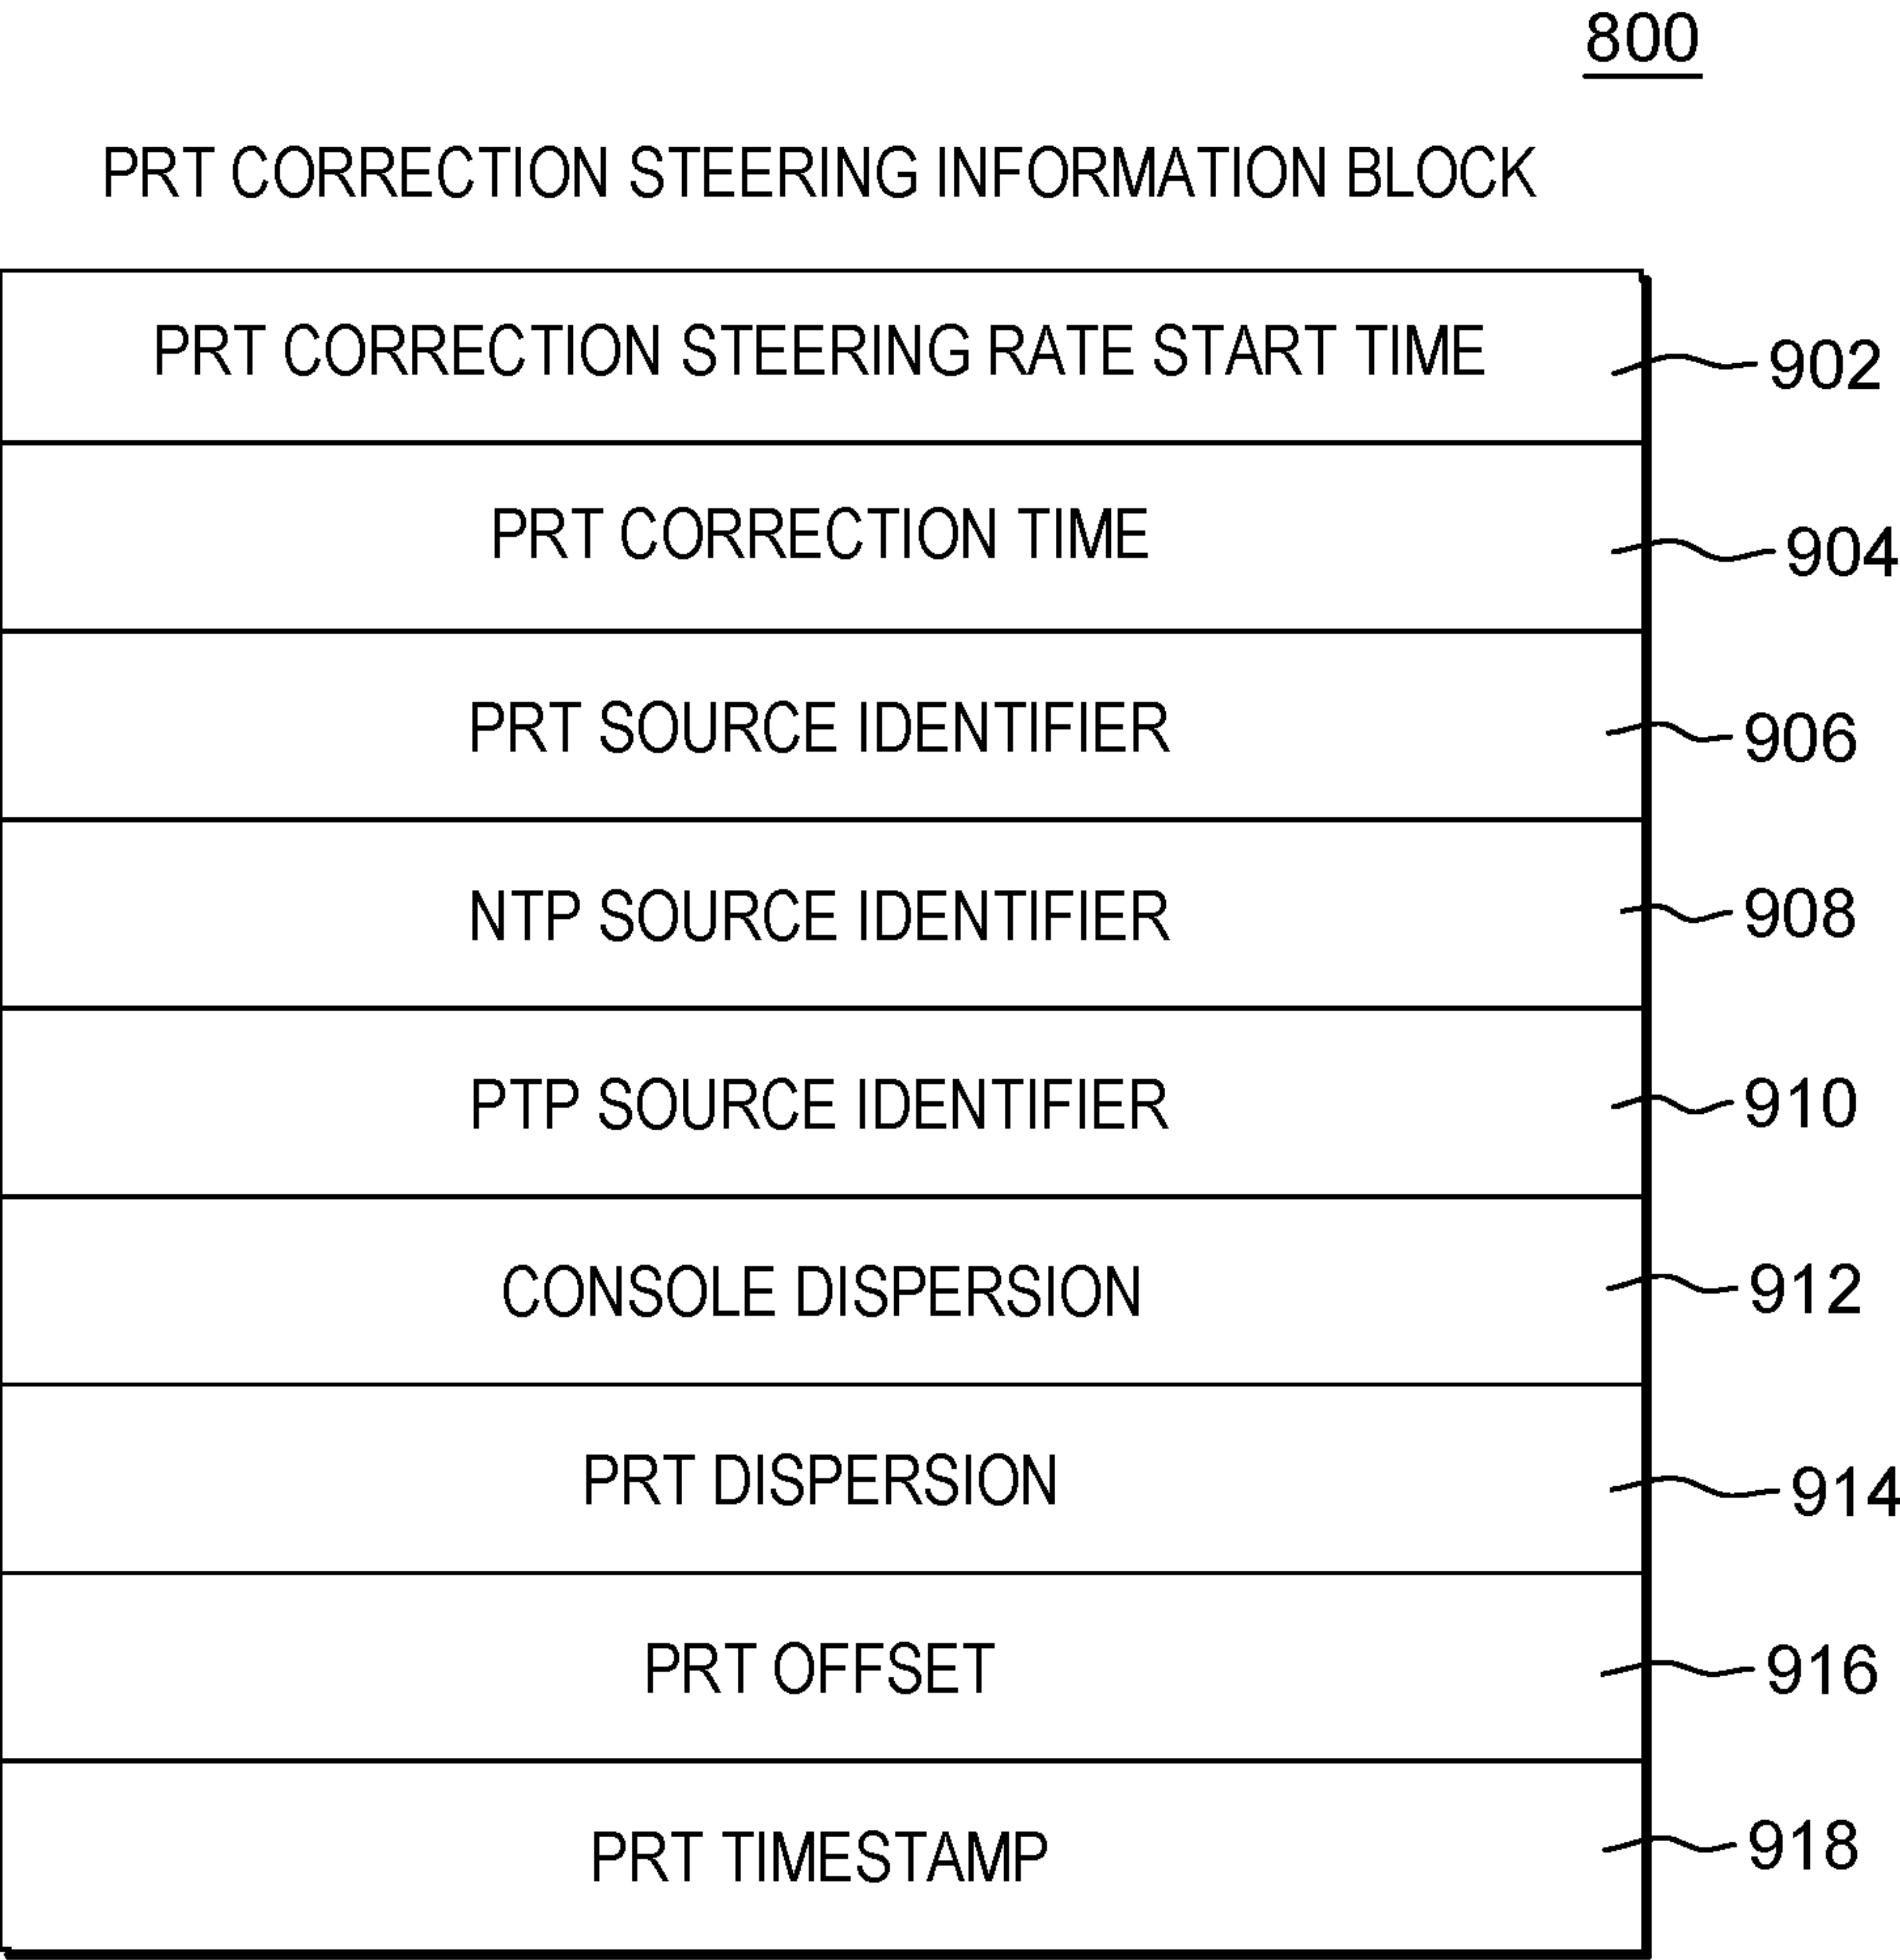 800
PRT CORRECTION STEERING INFORMATION BLOCK
PRT CORRECTION STEERING RATE START TIME 902
PRT CORRECTION TIME 904
PRT SOURCE IDENTIFIER 906
NTP SOURCE IDENTIFIER 908
PTP SOURCE IDENTIFIER 910
CONSOLE DISPERSION 912
PRT DISPERSION 914
PRT OFFSET 916
PRT TIMESTAMP 918